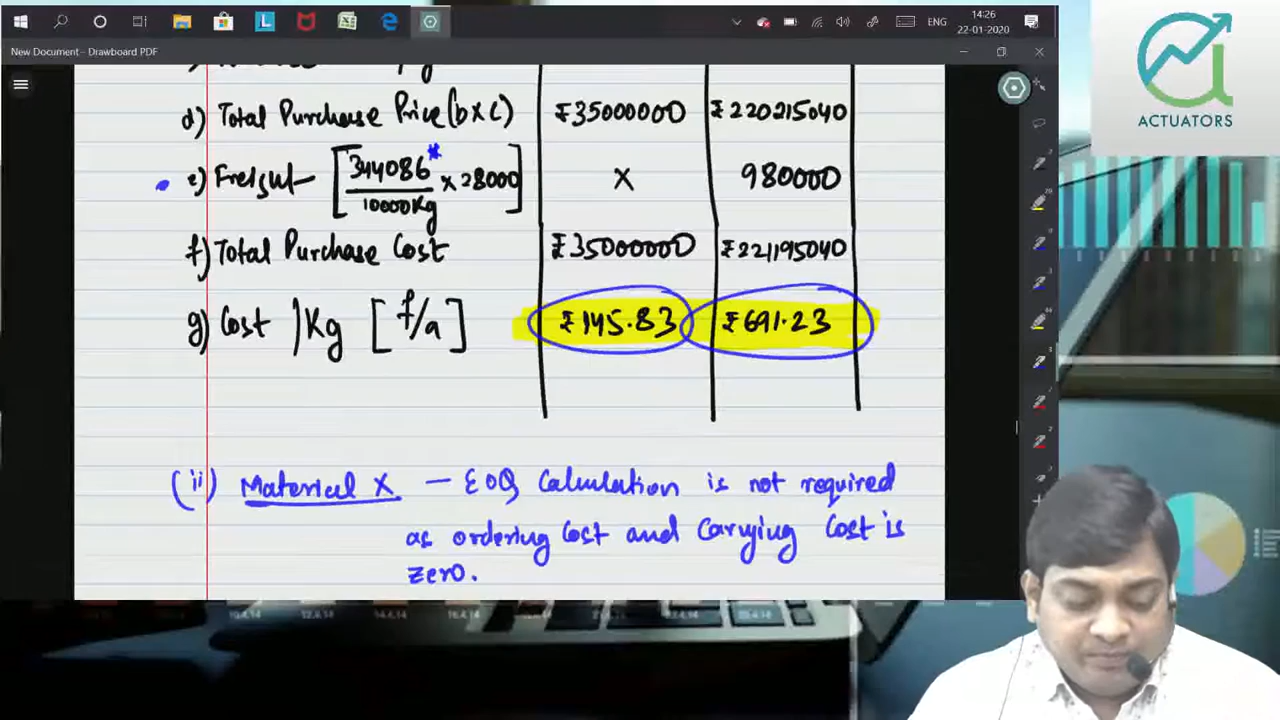 ENG
14:26
22-01-2020
New Document - Drawboard PDF
ACTUATORS
d) Total Purchase Price (b×c) ₹35000000 ₹220215040
e) Freight [344086*/10000Kg × 28000] × 980000
f) Total Purchase Cost ₹35000000 ₹221195040
g) Cost / Kg [f/a] ₹145.83 ₹691.23
(ii) Material X – EOQ Calculation is not required
as ordering Cost and Carrying Cost is
zero.